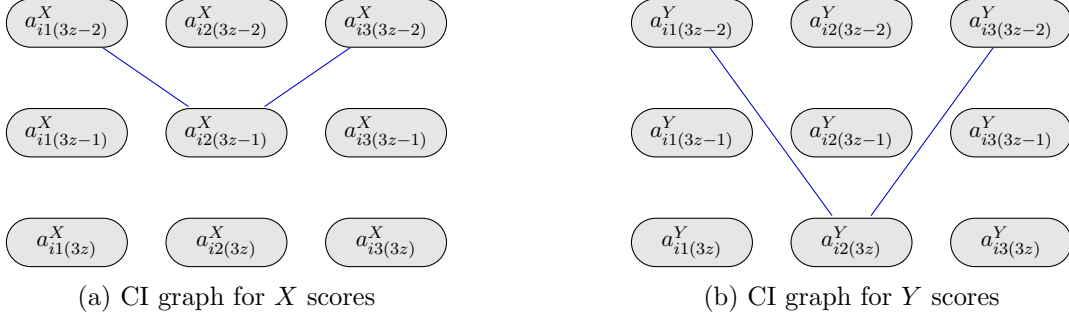 a^X_{i1(3z−2)} a^X_{i2(3z−2)} a^X_{i3(3z−2)} a^Y_{i1(3z−2)} a^Y_{i2(3z−2)} a^Y_{i3(3z−2)}
a^X_{i1(3z−1)} a^X_{i2(3z−1)} a^X_{i3(3z−1)} a^Y_{i1(3z−1)} a^Y_{i2(3z−1)} a^Y_{i3(3z−1)}
a^X_{i1(3z)} a^X_{i2(3z)} a^X_{i3(3z)} a^Y_{i1(3z)} a^Y_{i2(3z)} a^Y_{i3(3z)}
(a) CI graph for X scores (b) CI graph for Y scores